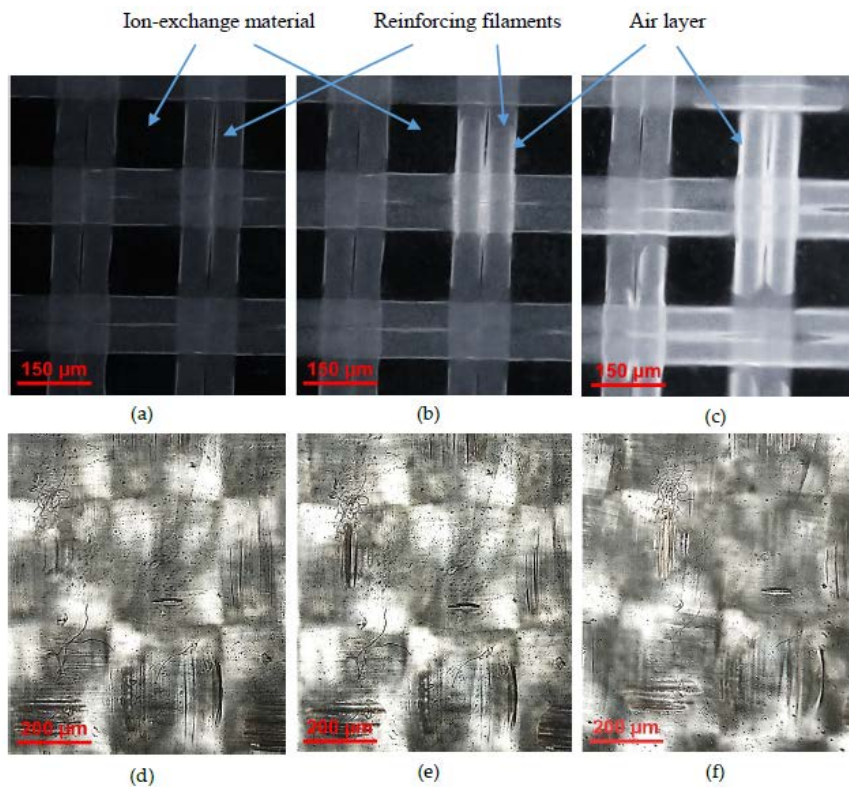 Ion-exchange material Reinforcing filaments Air layer
150 µm 150 µm 150 µm
(a) (b) (c)
200 µm 200 µm 200 µm
(d) (e) (f)